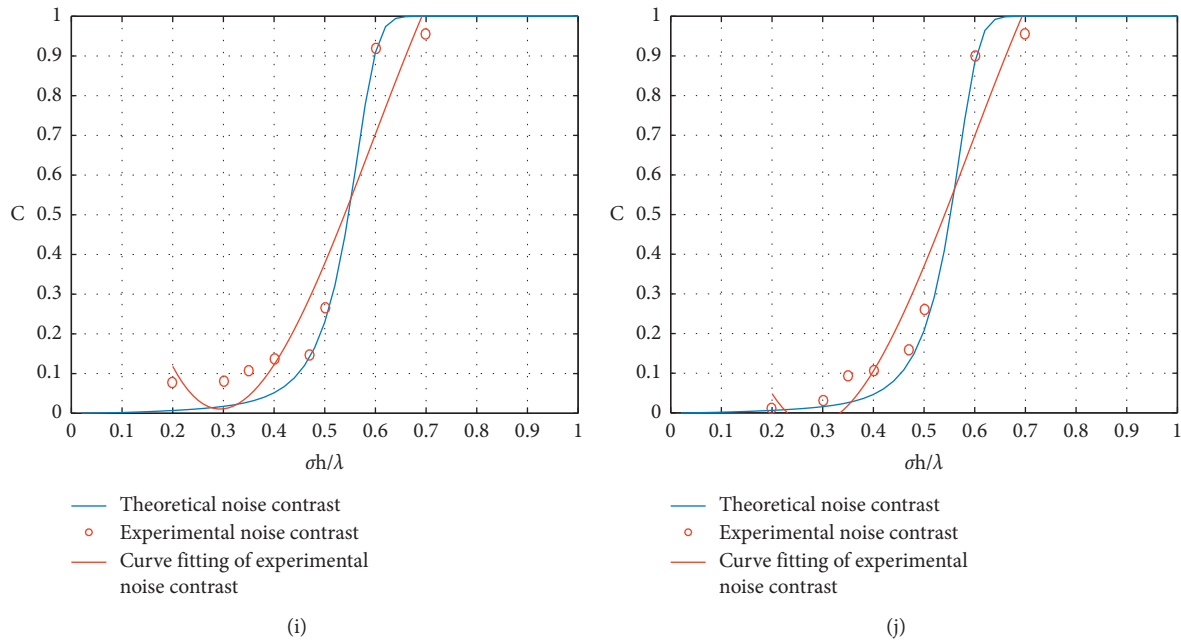 1
0.9
0.8
0.7
0.6
0.5
0.4
0.3
0.2
0.1
0
C
0 0.1 0.2 0.3 0.4 0.5 0.6 0.7 0.8 0.9 1
σh/λ
Theoretical noise contrast
Experimental noise contrast
Curve fitting of experimental
noise contrast
(i)
1
0.9
0.8
0.7
0.6
0.5
0.4
0.3
0.2
0.1
0
C
0 0.1 0.2 0.3 0.4 0.5 0.6 0.7 0.8 0.9 1
σh/λ
Theoretical noise contrast
Experimental noise contrast
Curve fitting of experimental
noise contrast
(j)